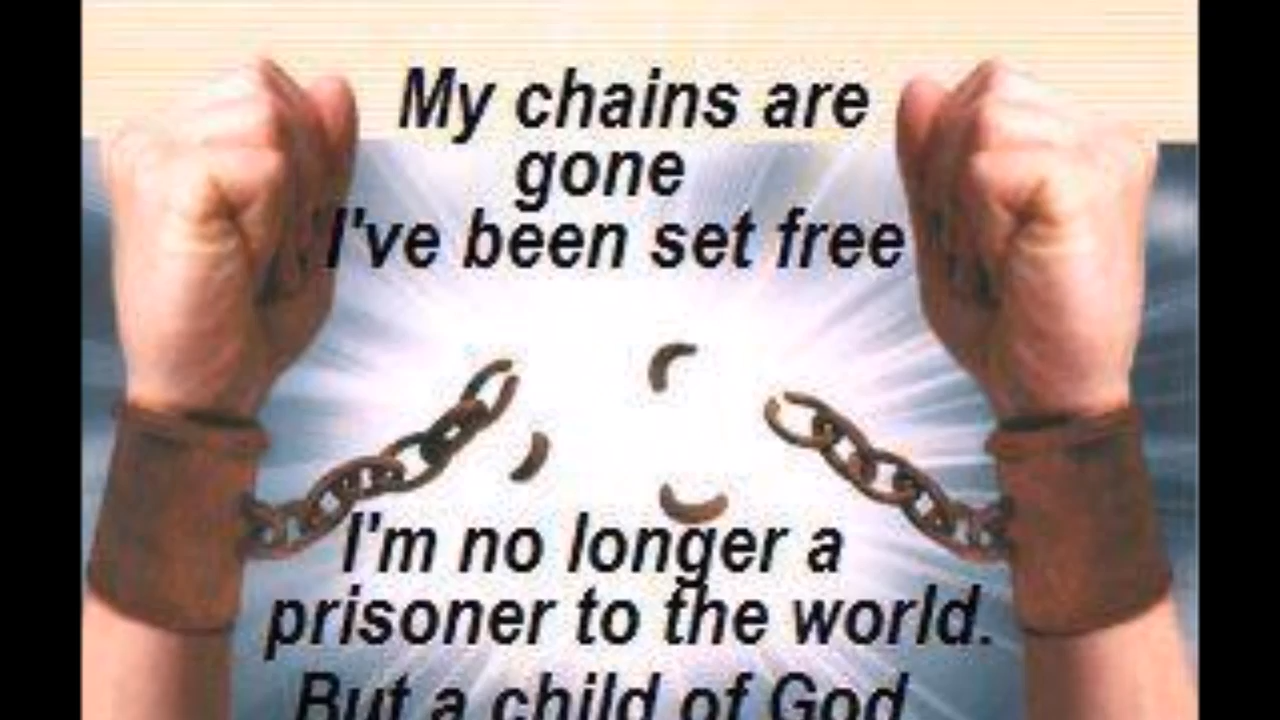 My chains are
gone
I've been set free
I'm no longer a
prisoner to the world.
But a child of God